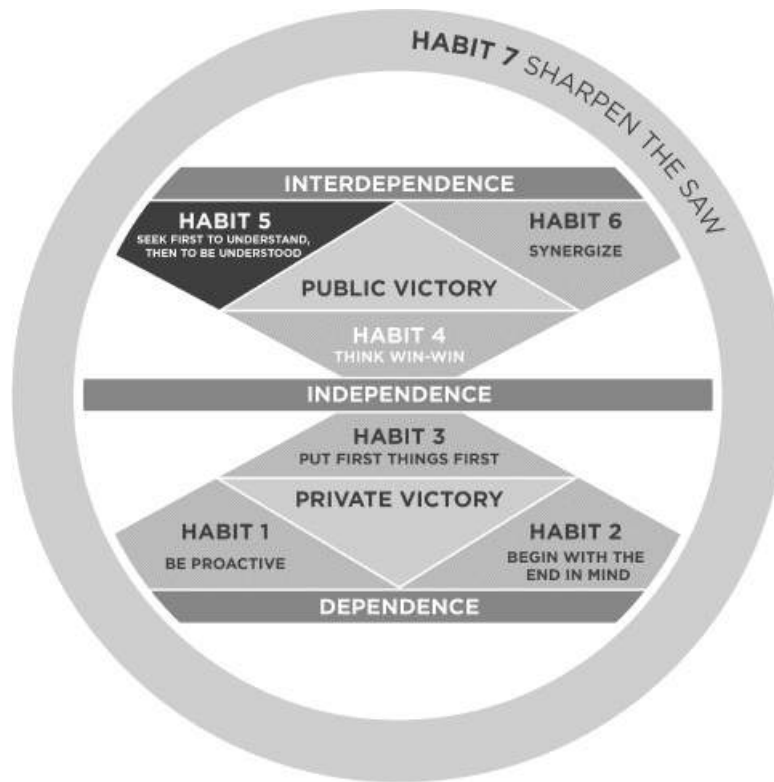 HABIT 7 SHARPEN THE SAW
INTERDEPENDENCE
HABIT 5
SEEK FIRST TO UNDERSTAND,
THEN TO BE UNDERSTOOD
HABIT 6
SYNERGIZE
PUBLIC VICTORY
HABIT 4
THINK WIN-WIN
INDEPENDENCE
HABIT 3
PUT FIRST THINGS FIRST
PRIVATE VICTORY
HABIT 1
BE PROACTIVE
HABIT 2
BEGIN WITH THE
END IN MIND
DEPENDENCE